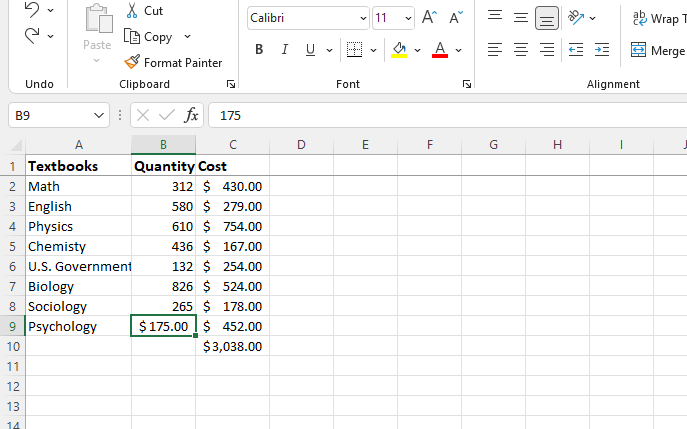 Cut
Copy
Paste
Format Painter
Undo
Clipboard
Calibri 11 A A
B I U A
Font
ab Wrap T
Merge
Alignment
B9 fx 175
A B C D E F G H I J
1 Textbooks Quantity Cost
2 Math 312 $ 430.00
3 English 580 $ 279.00
4 Physics 610 $ 754.00
5 Chemisty 436 $ 167.00
6 U.S. Government 132 $ 254.00
7 Biology 826 $ 524.00
8 Sociology 265 $ 178.00
9 Psychology $175.00 $ 452.00
10 $3,038.00
11
12
13
14